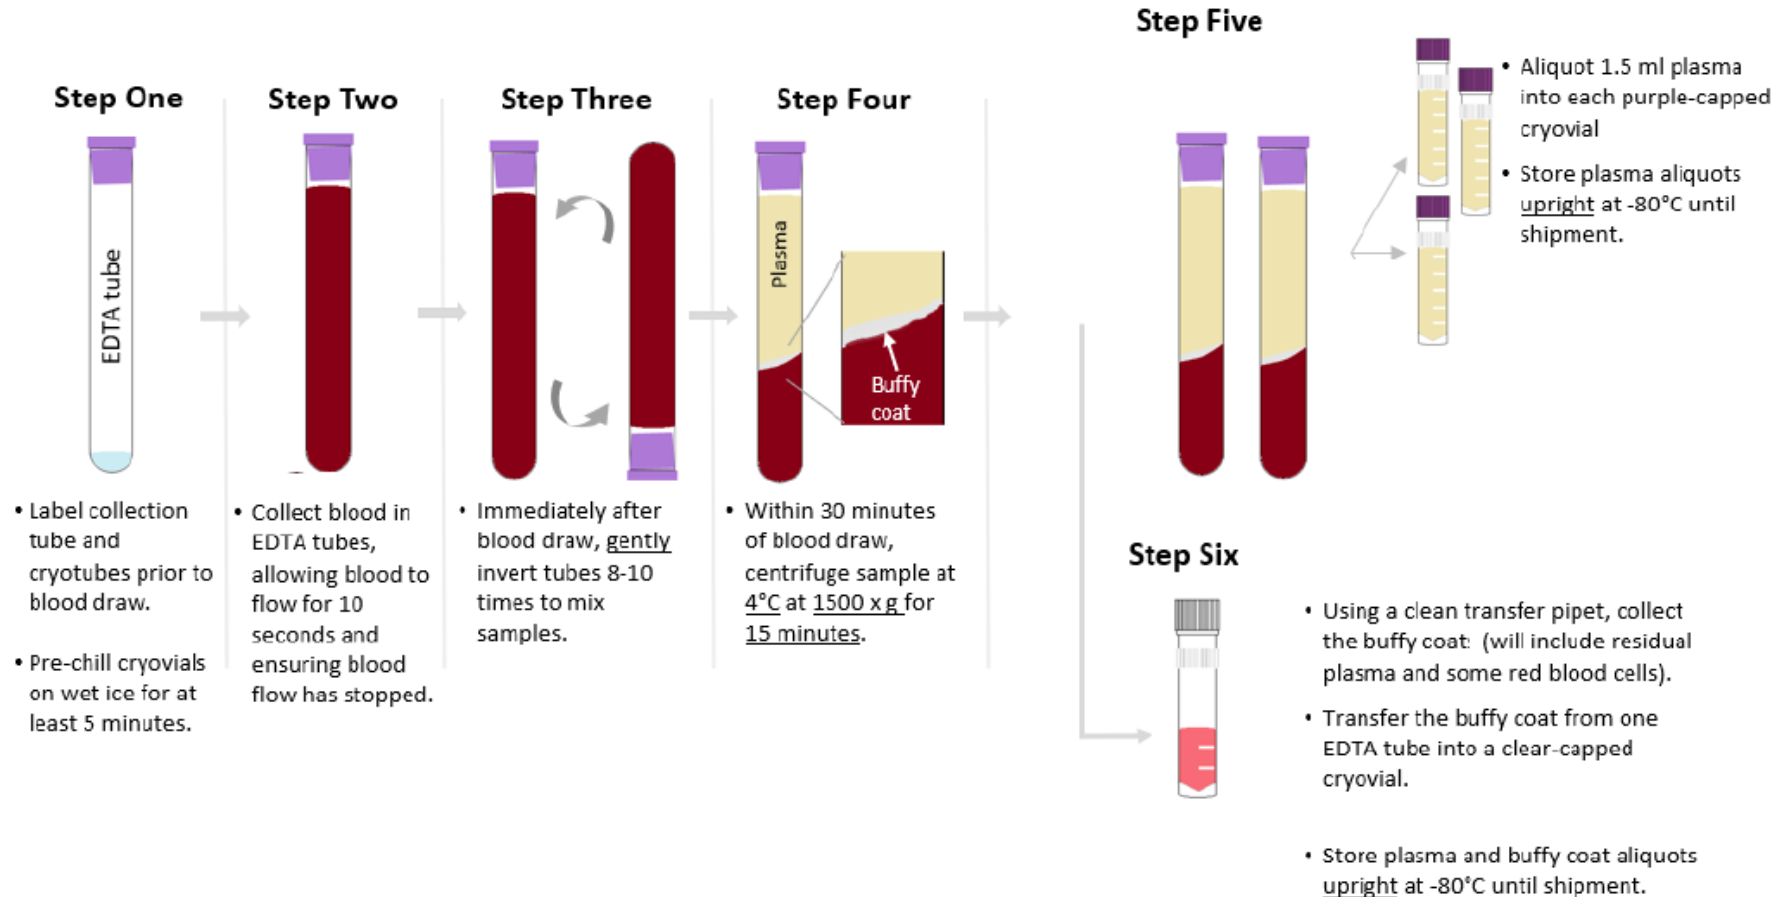 Step One
EDTA tube
• Label collection
tube and
cryotubes prior to
blood draw.
• Pre-chill cryovials
on wet ice for at
least 5 minutes.
Step Two
• Collect blood in
EDTA tubes,
allowing blood to
flow for 10
seconds and
ensuring blood
flow has stopped.
Step Three
• Immediately after
blood draw, gently
invert tubes 8-10
times to mix
samples.
Step Four
Plasma
Buffy
coat
• Within 30 minutes
of blood draw,
centrifuge sample at
4°C at 1500 x g for
15 minutes.
Step Five
• Aliquot 1.5 ml plasma
into each purple-capped
cryovial
• Store plasma aliquots
upright at -80°C until
shipment.
Step Six
• Using a clean transfer pipet, collect
the buffy coat: (will include residual
plasma and some red blood cells).
• Transfer the buffy coat from one
EDTA tube into a clear-capped
cryovial.
• Store plasma and buffy coat aliquots
upright at -80°C until shipment.